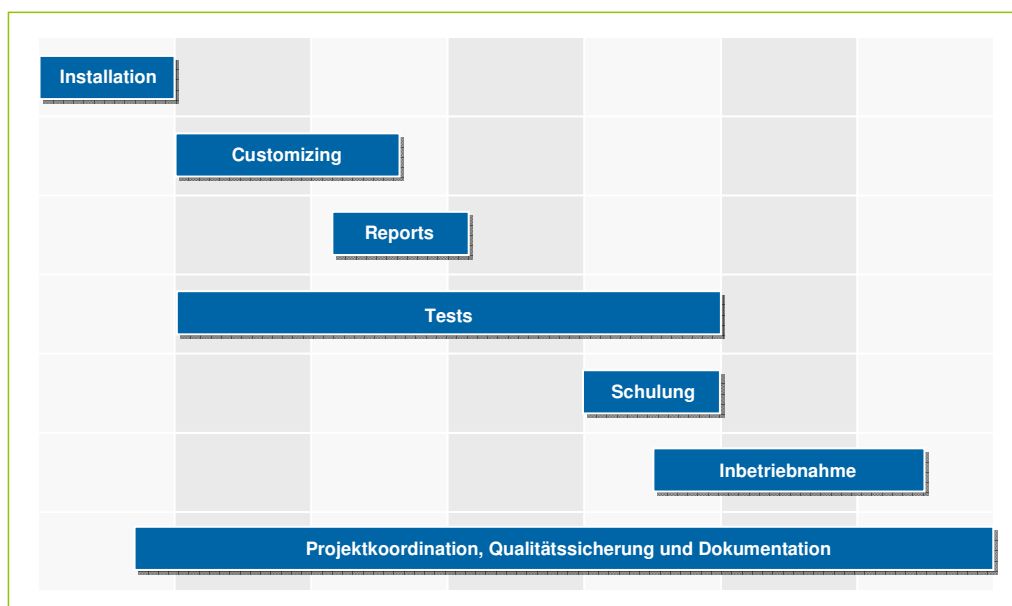 Installation
Customizing
Reports
Tests
Schulung
Inbetriebnahme
Projektkoordination, Qualitätssicherung und Dokumentation